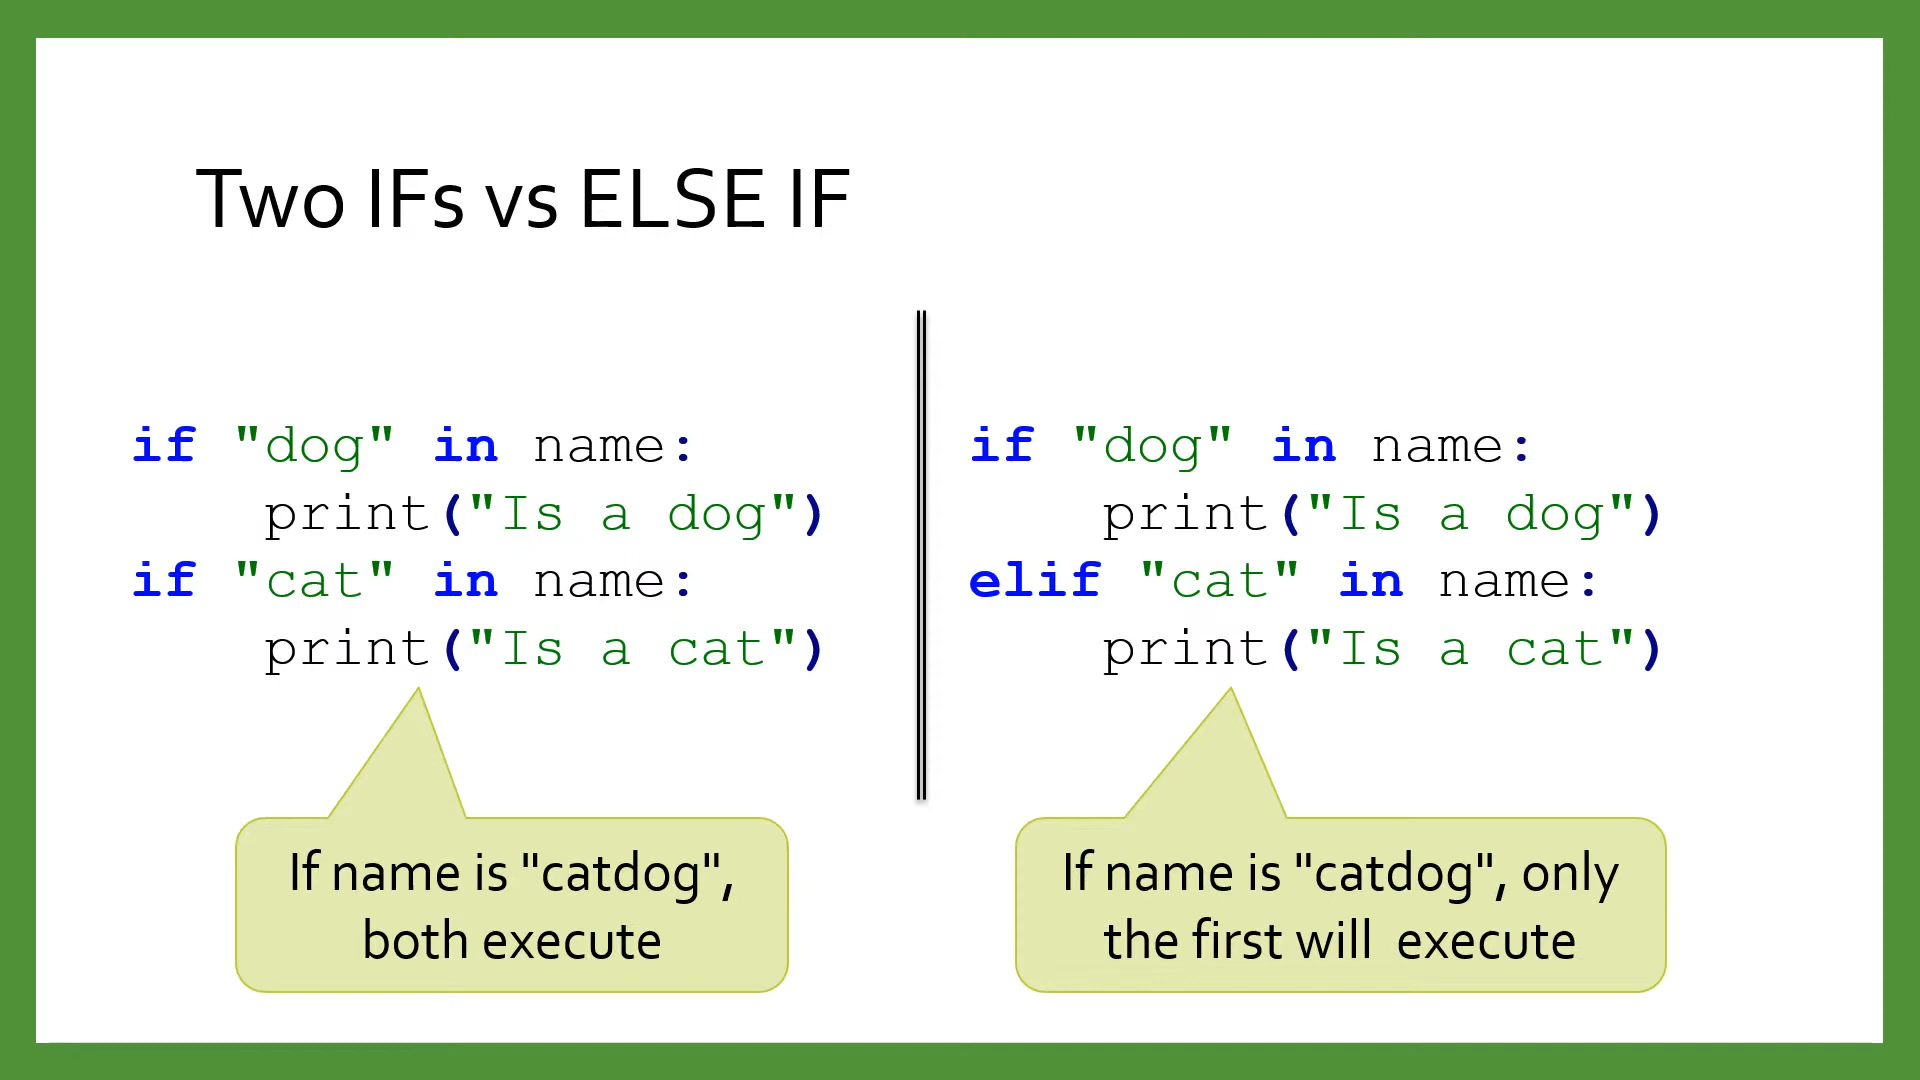 Two IFs vs ELSE IF
if "dog" in name:
    print("Is a dog")
if "cat" in name:
    print("Is a cat")
If name is "catdog",
both execute
if "dog" in name:
    print("Is a dog")
elif "cat" in name:
    print("Is a cat")
If name is "catdog", only
the first will  execute